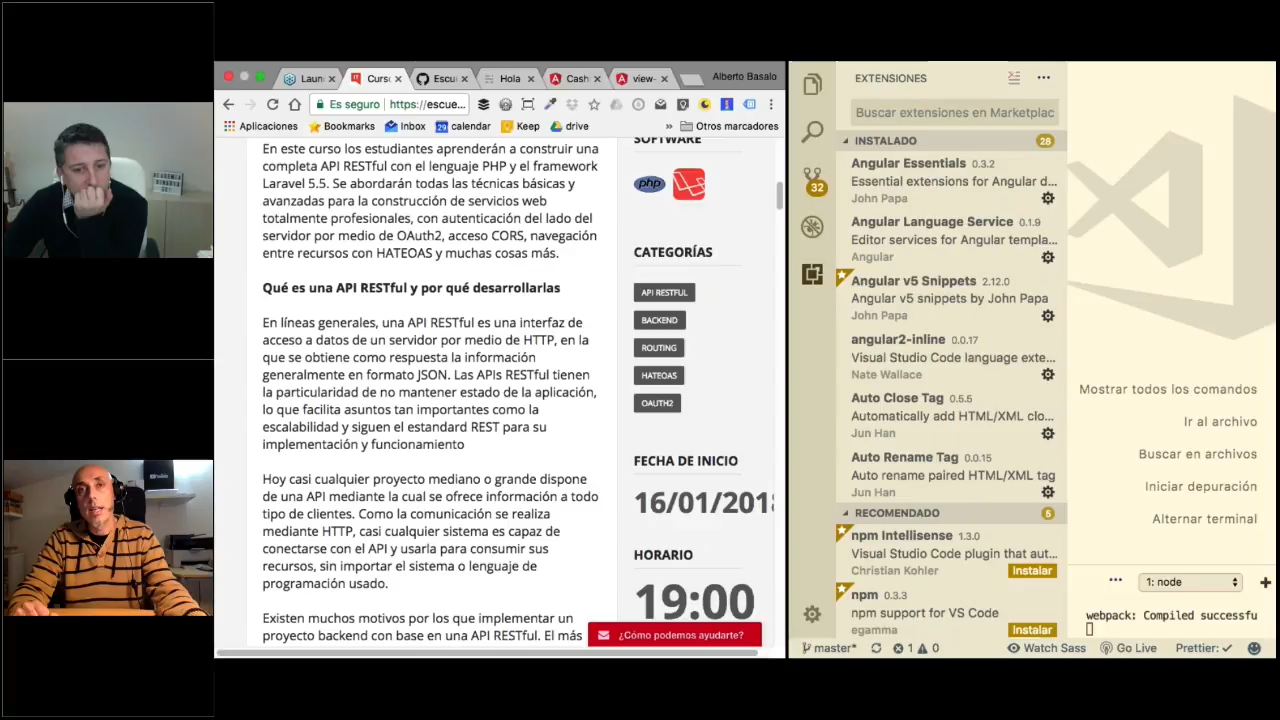 Laun
Curso
Escue
Hola
Cash
view-
Alberto Basalo
Es seguro
https://escue...
Aplicaciones
Bookmarks
Inbox
calendar
Keep
drive
»
Otros marcadores
En este curso los estudiantes aprenderán a construir una
completa API RESTful con el lenguaje PHP y el framework
Laravel 5.5. Se abordarán todas las técnicas básicas y
avanzadas para la construcción de servicios web
totalmente profesionales, con autenticación del lado del
servidor por medio de OAuth2, acceso CORS, navegación
entre recursos con HATEOAS y muchas cosas más.
Qué es una API RESTful y por qué desarrollarlas
En líneas generales, una API RESTful es una interfaz de
acceso a datos de un servidor por medio de HTTP, en la
que se obtiene como respuesta la información
generalmente en formato JSON. Las APIs RESTful tienen
la particularidad de no mantener estado de la aplicación,
lo que facilita asuntos tan importantes como la
escalabilidad y siguen el estandard REST para su
implementación y funcionamiento
Hoy casi cualquier proyecto mediano o grande dispone
de una API mediante la cual se ofrece información a todo
tipo de clientes. Como la comunicación se realiza
mediante HTTP, casi cualquier sistema es capaz de
conectarse con el API y usarla para consumir sus
recursos, sin importar el sistema o lenguaje de
programación usado.
Existen muchos motivos por los que implementar un
proyecto backend con base en una API RESTful. El más
SOFTWARE
php
CATEGORÍAS
API RESTFUL
BACKEND
ROUTING
HATEOAS
OAUTH2
FECHA DE INICIO
16/01/2018
HORARIO
19:00
¿Cómo podemos ayudarte?
32
EXTENSIONES
Buscar extensiones en Marketplac
INSTALADO
28
Angular Essentials 0.3.2
Essential extensions for Angular d...
John Papa
Angular Language Service 0.1.9
Editor services for Angular templa...
Angular
Angular v5 Snippets 2.12.0
Angular v5 snippets by John Papa
John Papa
angular2-inline 0.0.17
Visual Studio Code language exte...
Nate Wallace
Auto Close Tag 0.5.5
Automatically add HTML/XML clo...
Jun Han
Auto Rename Tag 0.0.15
Auto rename paired HTML/XML tag
Jun Han
RECOMENDADO
5
npm Intellisense 1.3.0
Visual Studio Code plugin that aut...
Christian Kohler
Instalar
npm 0.3.3
npm support for VS Code
egamma
Instalar
Mostrar todos los comandos
Ir al archivo
Buscar en archivos
Iniciar depuración
Alternar terminal
1: node
webpack: Compiled successfu
master*
1
0
Watch Sass
Go Live
Prettier: ✓